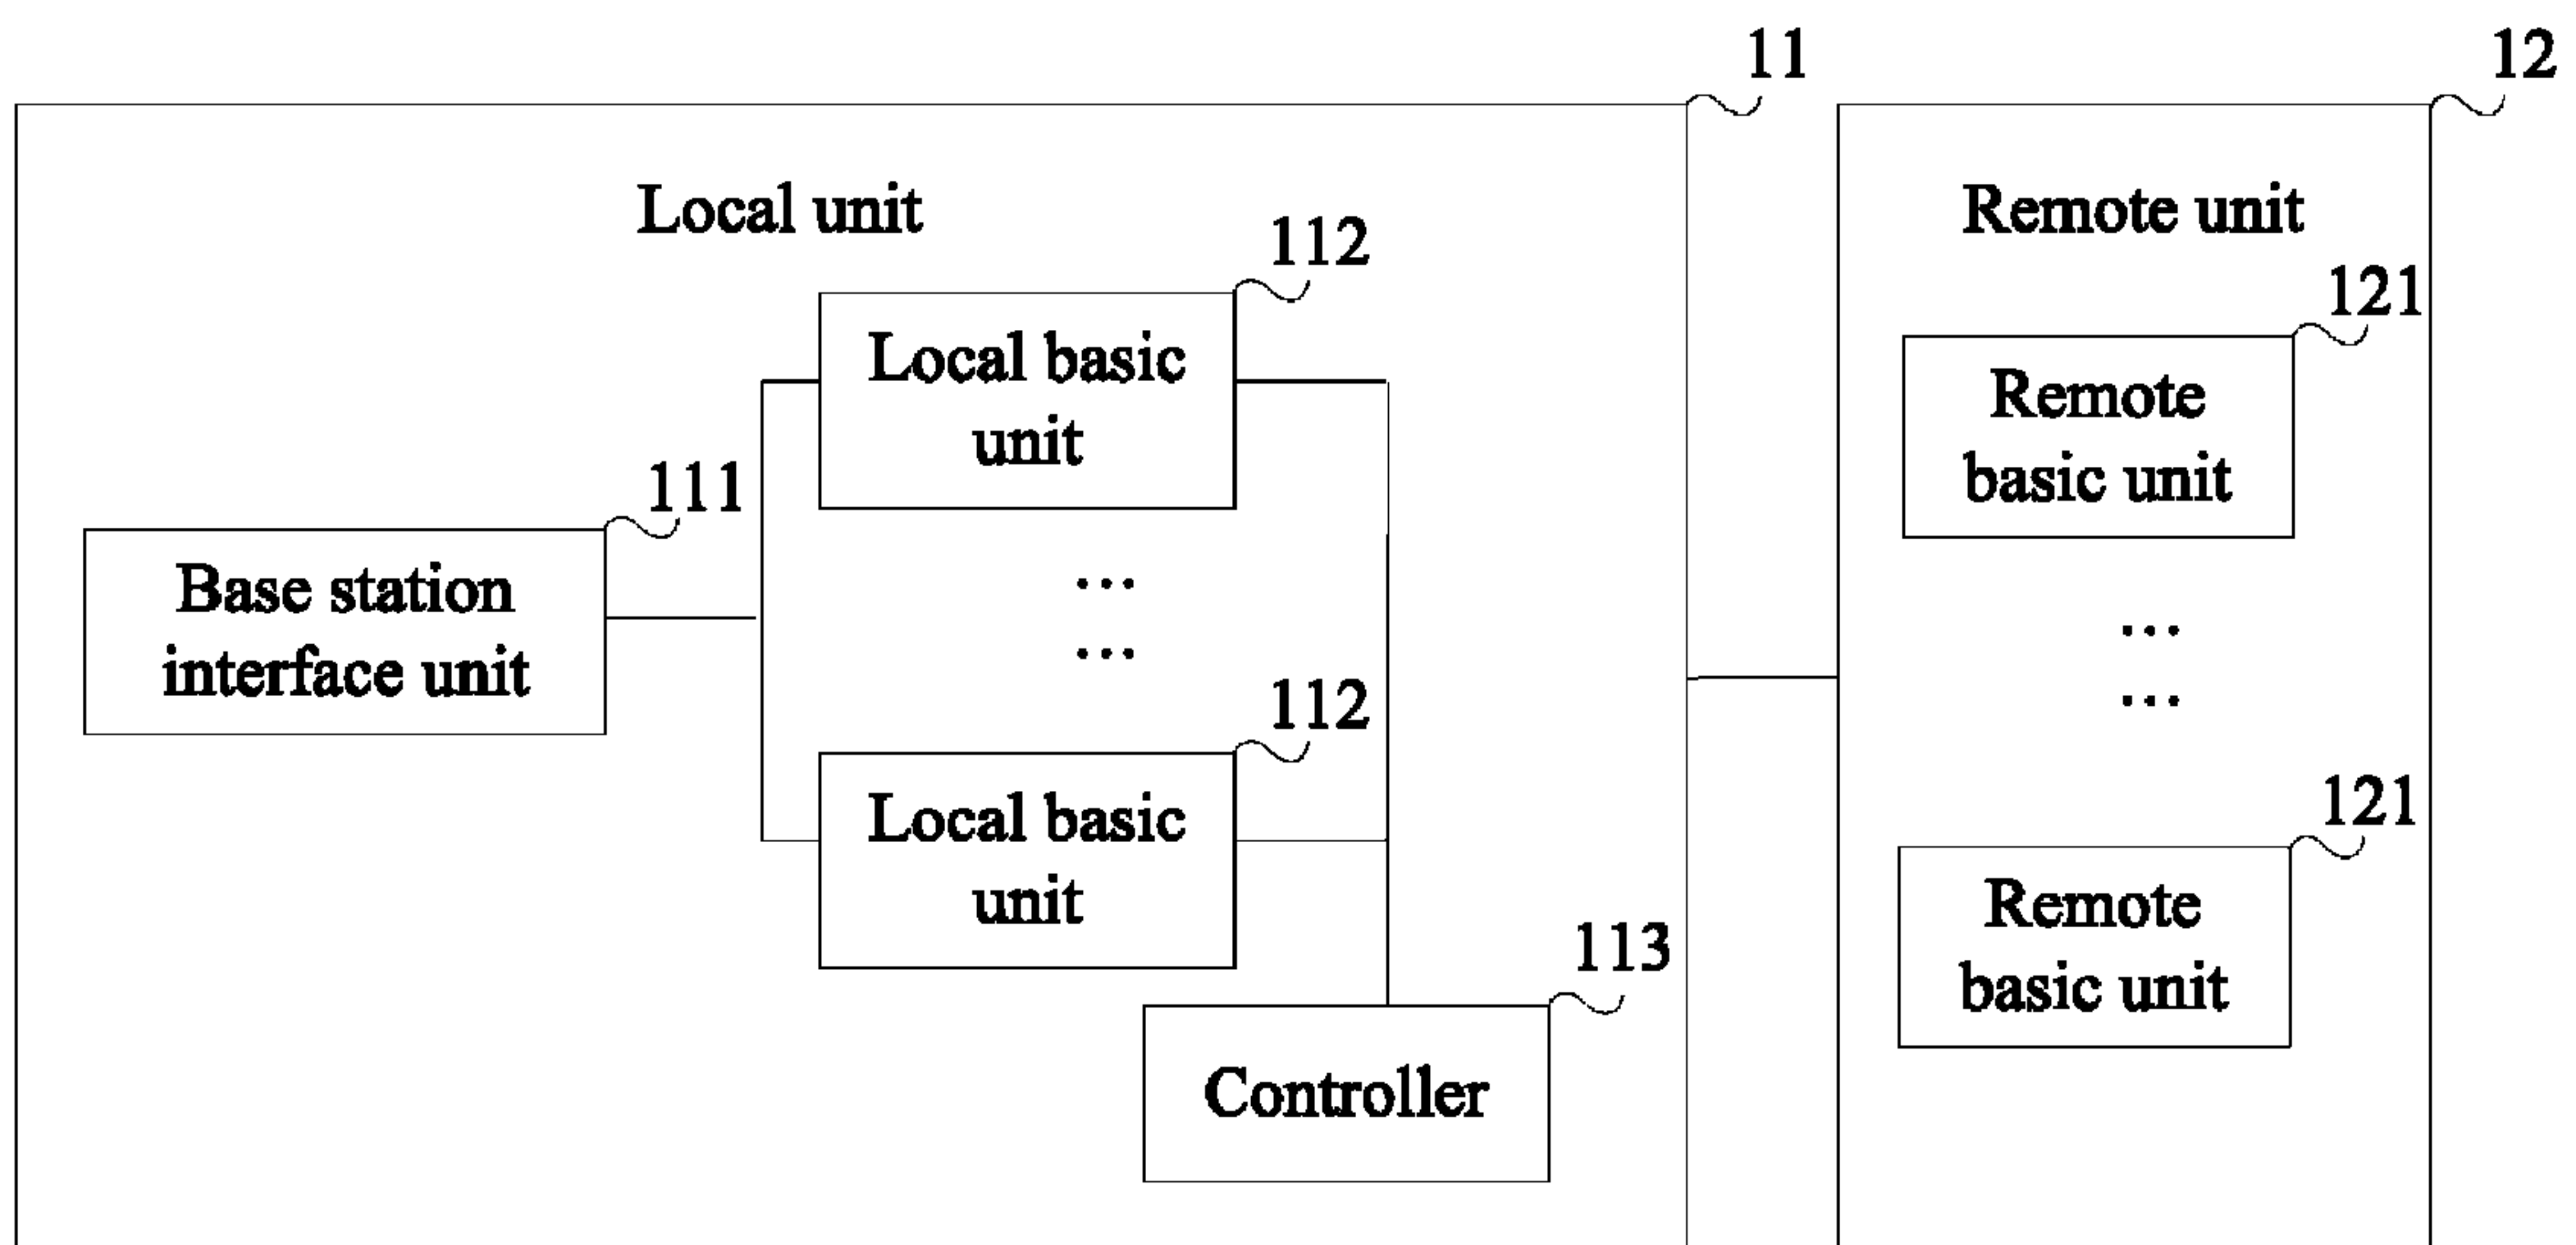 11
12
Local unit
Remote unit
112
121
Local basic
unit
Remote
basic unit
111
Base station
interface unit
...
...
...
...
112
121
Local basic
unit
Remote
basic unit
113
Controller